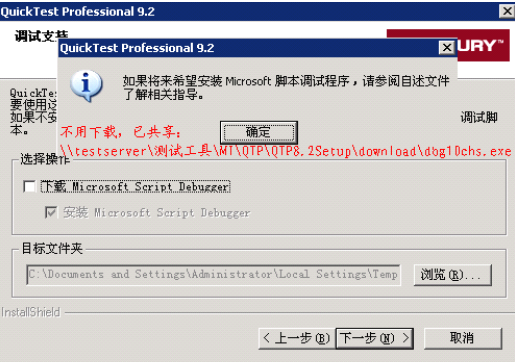 QuickTest Professional 9.2
调试支
QuickTest Professional 9.2
URY™
如果将来希望安装 Microsoft 脚本调试程序，请参阅自述文件
了解相关指导。
QuickTe
要使用这
如果不安
本。
调试脚
确定
不用下载，已共享：
\\testserver\测试工具\MT\QTP\QTP8.2Setup\download\dbg10chs.exe
选择操作
下载 Microsoft Script Debugger
安装 Microsoft Script Debugger
目标文件夹
C:\Documents and Settings\Administrator\Local Settings\Temp
浏览(R)...
InstallShield
< 上一步(B)
下一步(N) >
取消